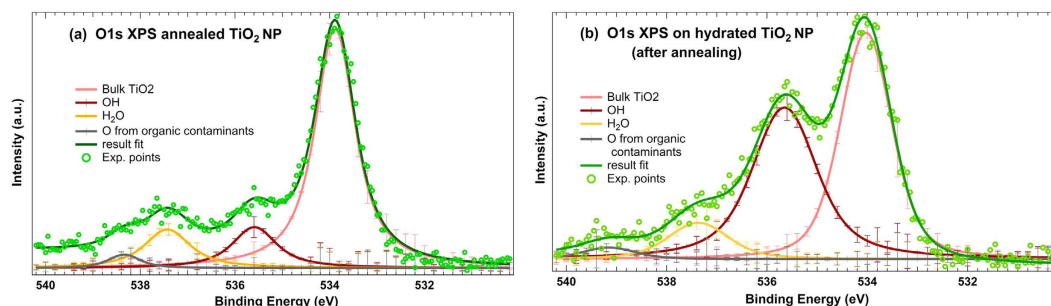 (a) O1s XPS annealed TiO2 NP
Bulk TiO2
OH
H2O
O from organic contaminants
result fit
Exp. points
Intensity (a.u.)
540 538 536 534 532
Binding Energy (eV)
(b) O1s XPS on hydrated TiO2 NP
(after annealing)
Bulk TiO2
OH
H2O
O from organic
contaminants
result fit
Exp. points
Intensity (a.u.)
540 538 536 534 532
Binding Energy (eV)